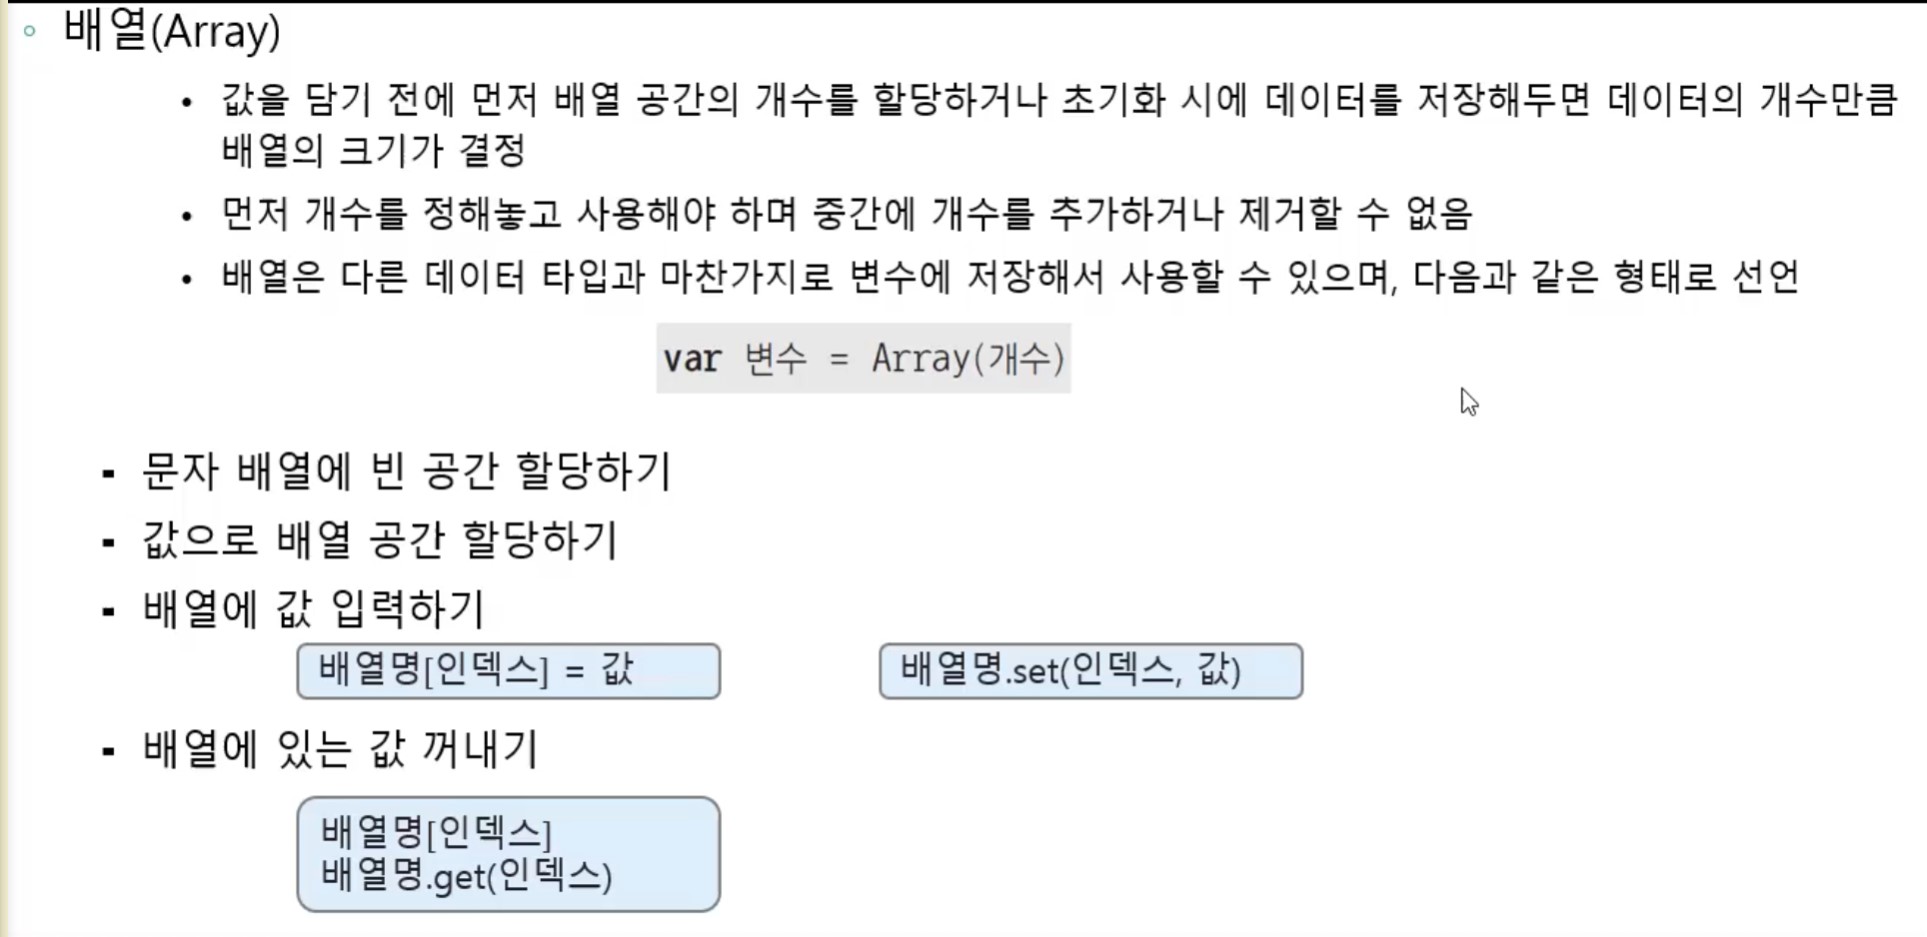 ◦ 배열(Array)
• 값을 담기 전에 먼저 배열 공간의 개수를 할당하거나 초기화 시에 데이터를 저장해두면 데이터의 개수만큼
배열의 크기가 결정
• 먼저 개수를 정해놓고 사용해야 하며 중간에 개수를 추가하거나 제거할 수 없음
• 배열은 다른 데이터 타입과 마찬가지로 변수에 저장해서 사용할 수 있으며, 다음과 같은 형태로 선언
var 변수 = Array(개수)
▪ 문자 배열에 빈 공간 할당하기
▪ 값으로 배열 공간 할당하기
▪ 배열에 값 입력하기
배열명[인덱스] = 값
배열명.set(인덱스, 값)
▪ 배열에 있는 값 꺼내기
배열명[인덱스]
배열명.get(인덱스)